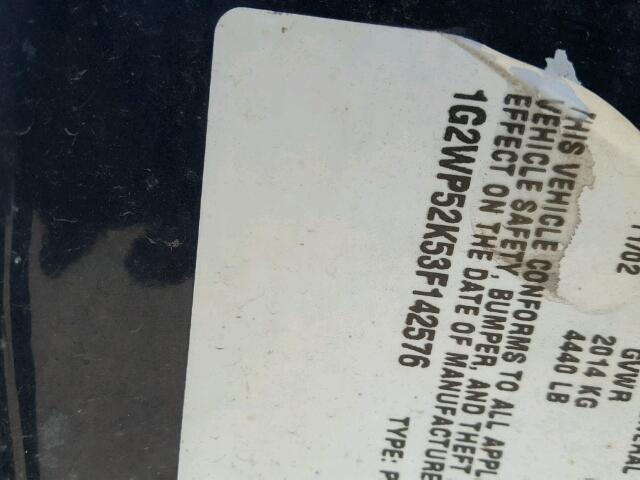 11/02 GVWR
2014 KG
4440 LB
THIS VEHICLE CONFORMS TO ALL APPL
VEHICLE SAFETY, BUMPER, AND THEFT
EFFECT ON THE DATE OF MANUFACTURE
1G2WP52K53F142576 TYPE: P